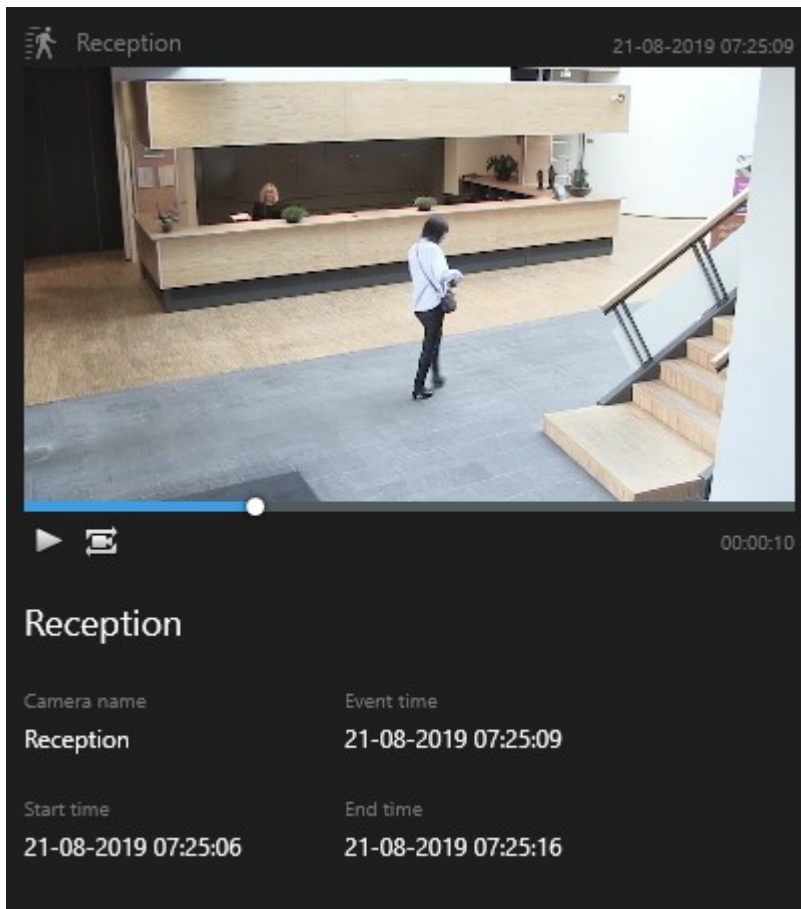 Reception 21-08-2019 07:25:09
00:00:10
Reception
Camera name Event time
Reception 21-08-2019 07:25:09
Start time End time
21-08-2019 07:25:06 21-08-2019 07:25:16